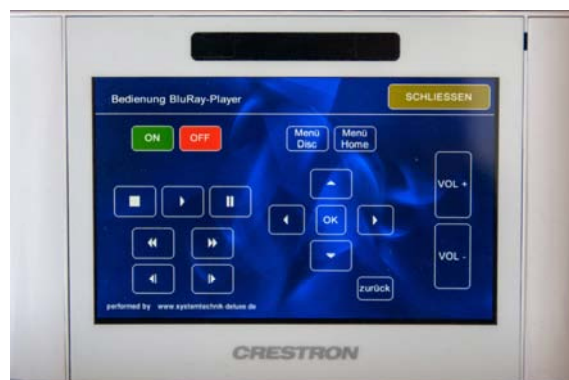 Bedienung BluRay-Player
SCHLIESSEN
ON
OFF
Menü
Disc
Menü
Home
VOL +
OK
VOL -
zurück
performed by www.systemtechnik-deluxe.de
CRESTRON